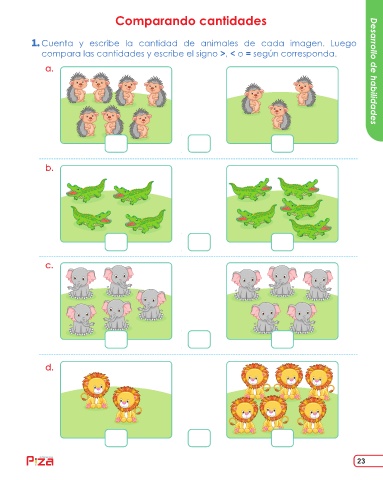 Comparando cantidades
1. Cuenta y escribe la cantidad de animales de cada imagen. Luego
compara las cantidades y escribe el signo >, < o = según corresponda.
a.
b.
c.
d.
Desarrollo de habilidades
P:za
23